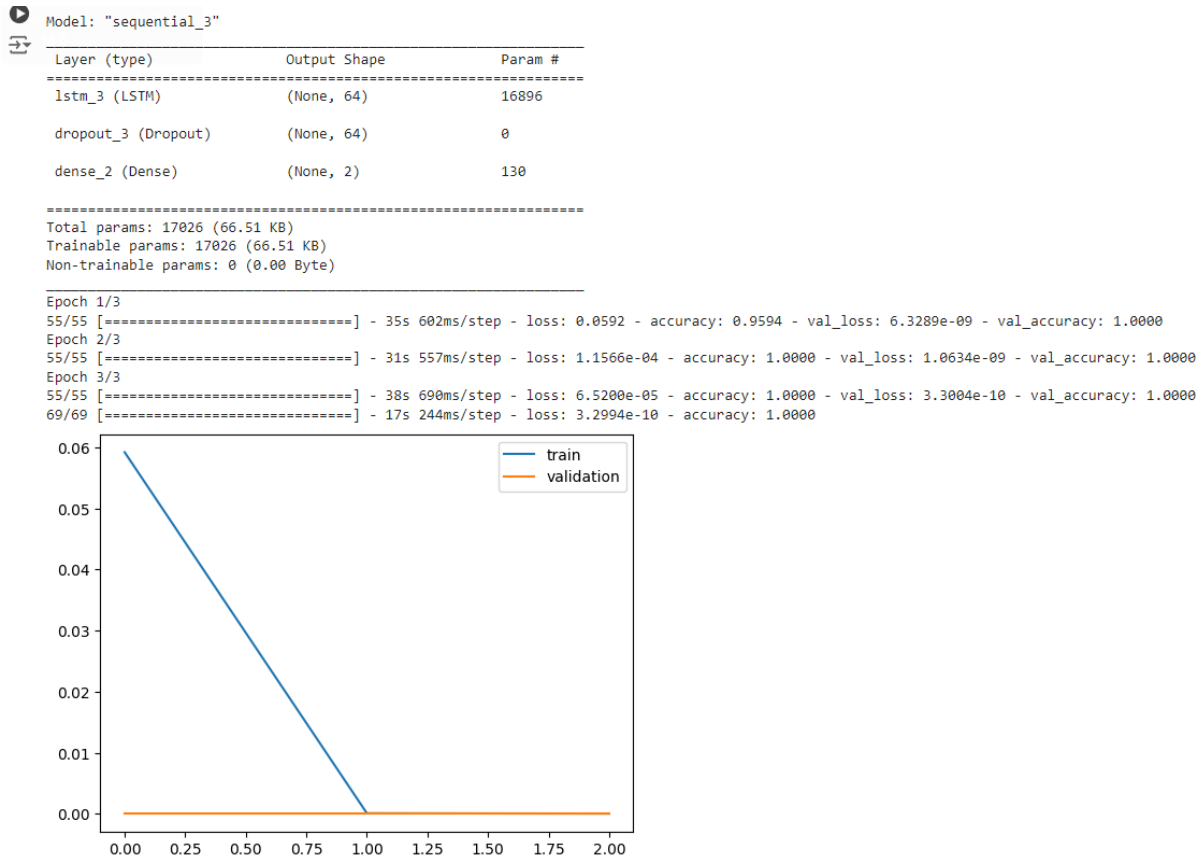 Model: "sequential_3"
Layer (type) Output Shape Param #
=================================================================
lstm_3 (LSTM) (None, 64) 16896
dropout_3 (Dropout) (None, 64) 0
dense_2 (Dense) (None, 2) 130
=================================================================
Total params: 17026 (66.51 KB)
Trainable params: 17026 (66.51 KB)
Non-trainable params: 0 (0.00 Byte)
Epoch 1/3
55/55 [==============================] - 35s 602ms/step - loss: 0.0592 - accuracy: 0.9594 - val_loss: 6.3289e-09 - val_accuracy: 1.0000
Epoch 2/3
55/55 [==============================] - 31s 557ms/step - loss: 1.1566e-04 - accuracy: 1.0000 - val_loss: 1.0634e-09 - val_accuracy: 1.0000
Epoch 3/3
55/55 [==============================] - 38s 690ms/step - loss: 6.5200e-05 - accuracy: 1.0000 - val_loss: 3.3004e-10 - val_accuracy: 1.0000
69/69 [==============================] - 17s 244ms/step - loss: 3.2994e-10 - accuracy: 1.0000
train
validation
0.06
0.05
0.04
0.03
0.02
0.01
0.00
0.00 0.25 0.50 0.75 1.00 1.25 1.50 1.75 2.00